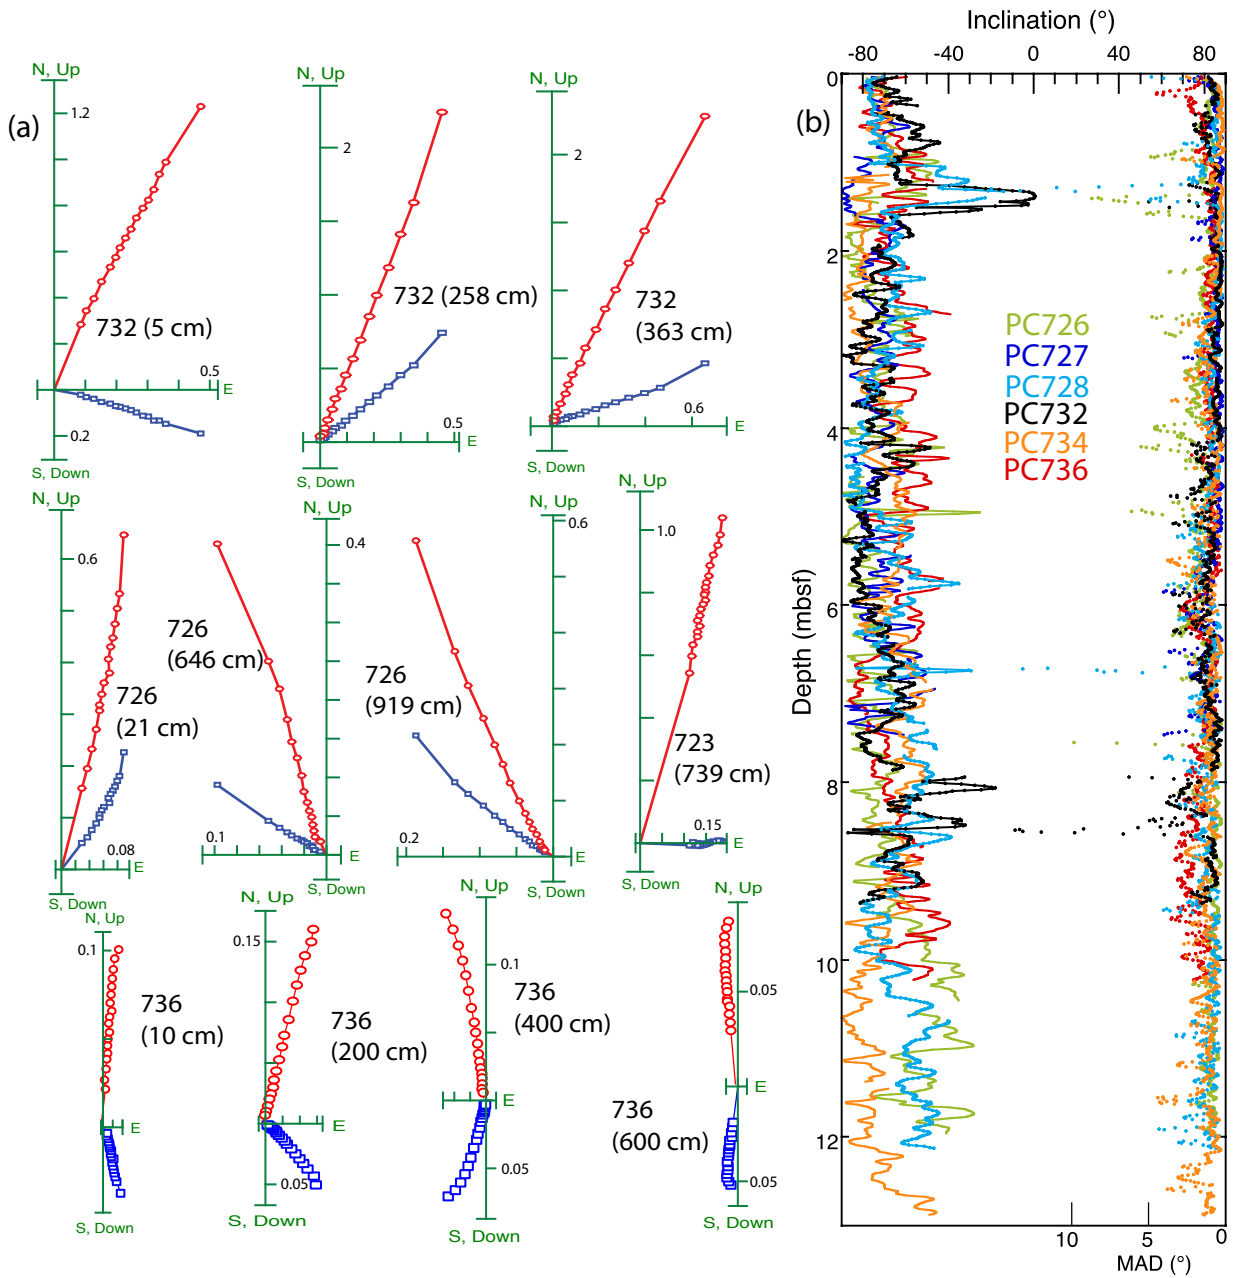 (a)
N, Up
1.2
732 (5 cm)
0.5
E
0.2
S, Down
N, Up
2
732 (258 cm)
0.5
E
S, Down
N, Up
2
732
(363 cm)
0.6
E
S, Down
N, Up
0.6
726
(21 cm)
0.08
E
S, Down
N, Up
0.4
726
(646 cm)
0.1
E
S, Down
0.6
726
(919 cm)
0.2
E
S, Down
N, Up
1.0
723
(739 cm)
0.15
E
S, Down
N, Up
0.1
736
(10 cm)
E
S, Down
N, Up
0.15
736
(200 cm)
E
0.05
S, Down
N, Up
0.1
736
(400 cm)
E
0.05
S, Down
N, Up
0.05
E
736
(600 cm)
0.05
S, Down
(b)
Inclination (°)
-80 -40 0 40 80
0
2
4
6
8
10
12
Depth (mbsf)
PC726
PC727
PC728
PC732
PC734
PC736
10 5 0
MAD (°)